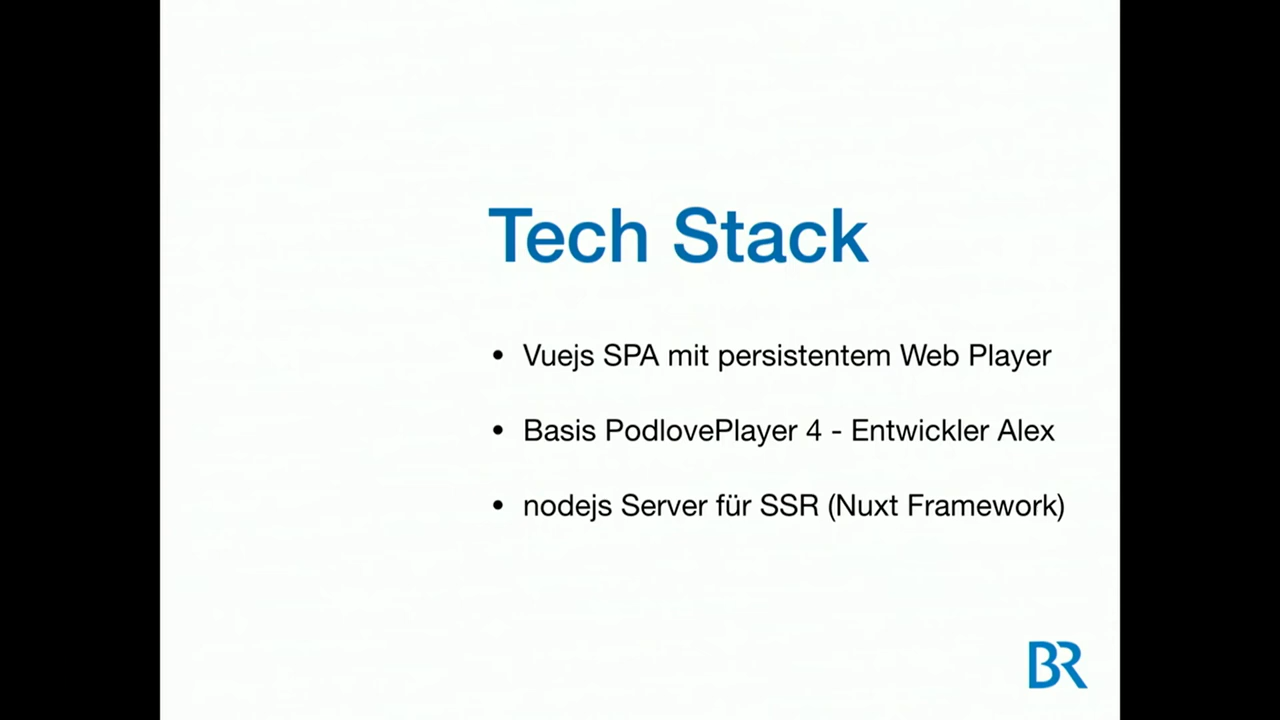 Tech Stack
• Vuejs SPA mit persistentem Web Player
• Basis PodlovePlayer 4 - Entwickler Alex
• nodejs Server für SSR (Nuxt Framework)
BR